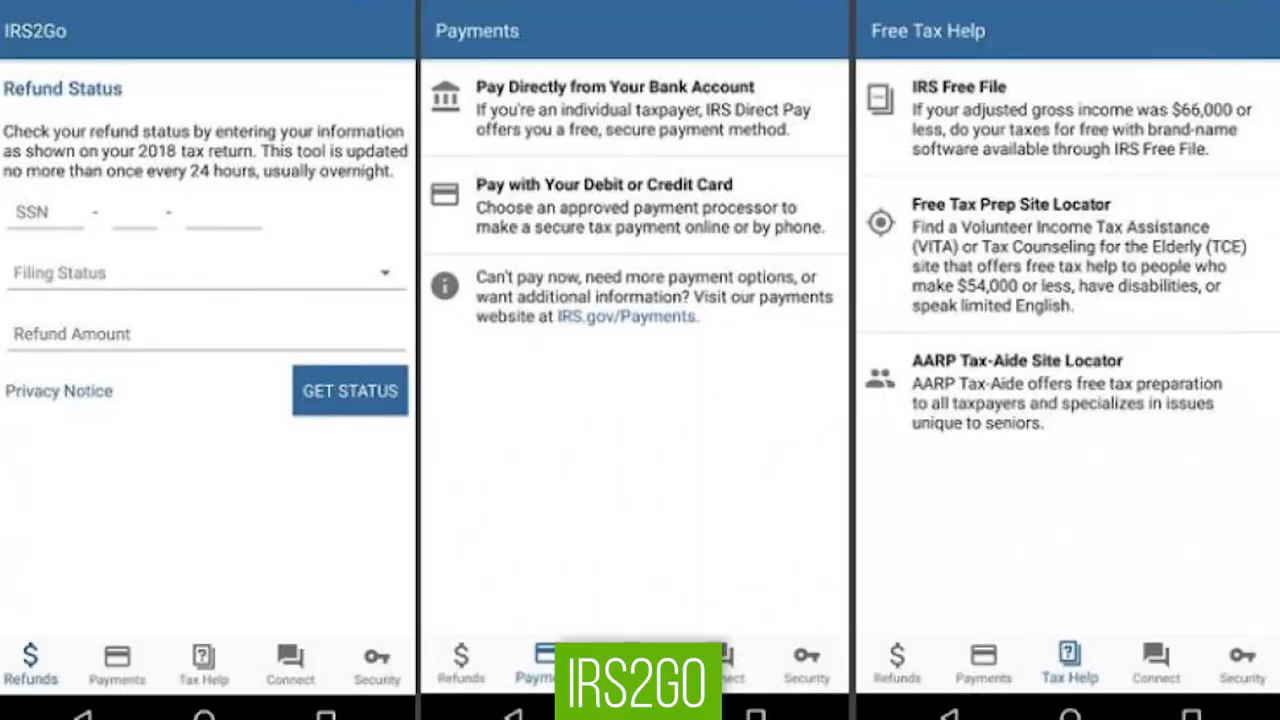 IRS2Go
Refund Status
Check your refund status by entering your information
as shown on your 2018 tax return. This tool is updated
no more than once every 24 hours, usually overnight.
SSN - -
Filing Status
Refund Amount
Privacy Notice
GET STATUS
Refunds
Payments
Tax Help
Connect
Security
Payments
Pay Directly from Your Bank Account
If you're an individual taxpayer, IRS Direct Pay
offers you a free, secure payment method.
Pay with Your Debit or Credit Card
Choose an approved payment processor to
make a secure tax payment online or by phone.
Can't pay now, need more payment options, or
want additional information? Visit our payments
website at IRS.gov/Payments.
Refunds
Paym
nect
Security
Free Tax Help
IRS Free File
If your adjusted gross income was $66,000 or
less, do your taxes for free with brand-name
software available through IRS Free File.
Free Tax Prep Site Locator
Find a Volunteer Income Tax Assistance
(VITA) or Tax Counseling for the Elderly (TCE)
site that offers free tax help to people who
make $54,000 or less, have disabilities, or
speak limited English.
AARP Tax-Aide Site Locator
AARP Tax-Aide offers free tax preparation
to all taxpayers and specializes in issues
unique to seniors.
Refunds
Payments
Tax Help
Connect
Security
IRS2GO